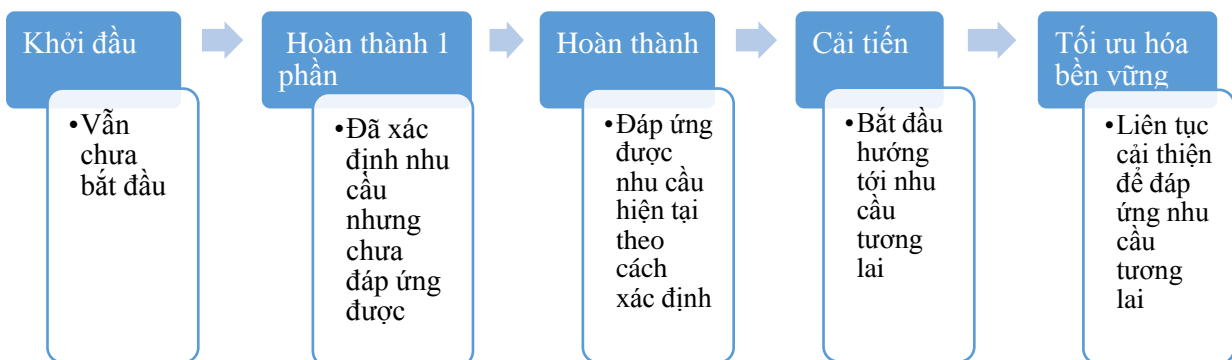 Khởi đầu
•Vẫn
chưa
bắt đầu
Hoàn thành 1
phần
•Đã xác
định nhu
cầu
nhưng
chưa
đáp ứng
được
Hoàn thành
•Đáp ứng
được
nhu cầu
hiện tại
theo
cách
xác định
Cải tiến
•Bắt đầu
hướng
tới nhu
cầu
tương
lai
Tối ưu hóa
bền vững
•Liên tục
cải thiện
để đáp
ứng nhu
cầu
tương
lai